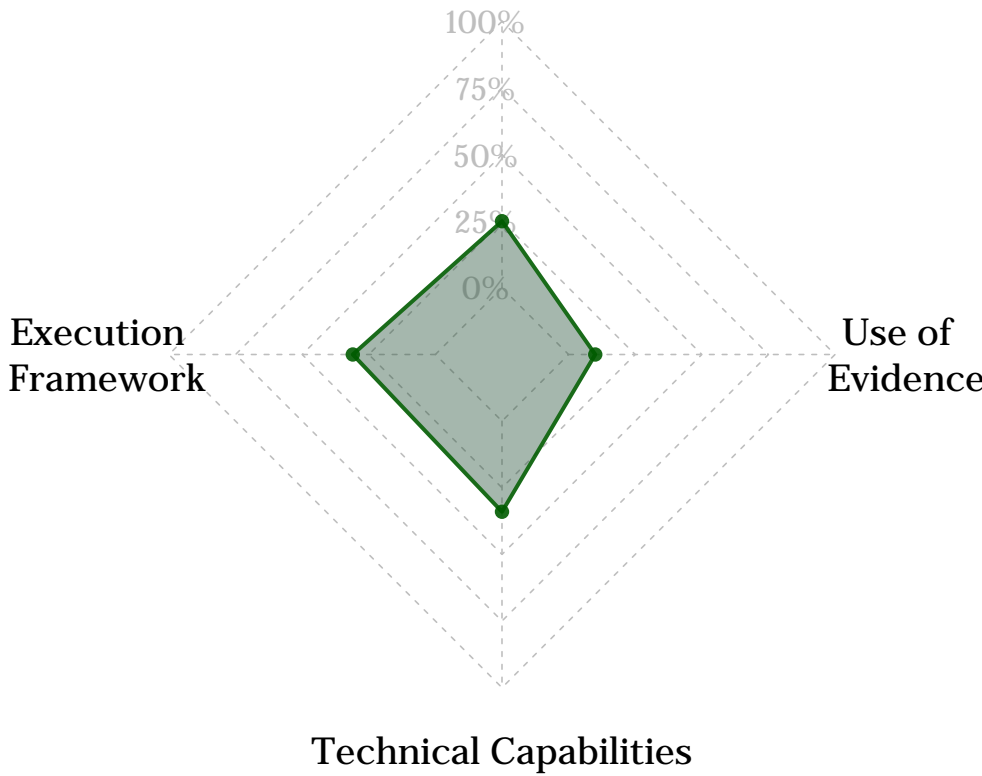 100%
75%
50%
25%
0%
Execution
Framework
Use of
Evidence
Technical Capabilities